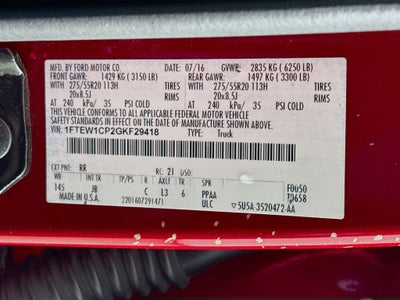 MFD. BY FORD MOTOR CO. 07/16 GVWR: 2835 KG (6250 LB)
FRONT GAWR: 1429 KG (3150 LB) REAR GAWR: 1497 KG (3300 LB)
WITH 275/55R20 113H TIRES WITH 275/55R20 113H TIRES
20x8.5J RIMS 20x8.5J RIMS
AT 240 kPa/ 35 PSI COLD AT 240 kPa/ 35 PSI COLD
THIS VEHICLE CONFORMS TO ALL APPLICABLE FEDERAL MOTOR VEHICLE
SAFETY STANDARDS IN EFFECT ON THE DATE OF MANUFACTURE SHOWN ABOVE.
VIN: 1FTEW1CP2GKF29418 TYPE: Truck
EXT PNT: RR RC: 21 DSO:
WB INT TR TP/PS R AXLE TR SPR
145 JB C L3 6 PPAA F0050
MADE IN U.S.A. 2201607291471 ULC T0658
5U5A 3520472-AA